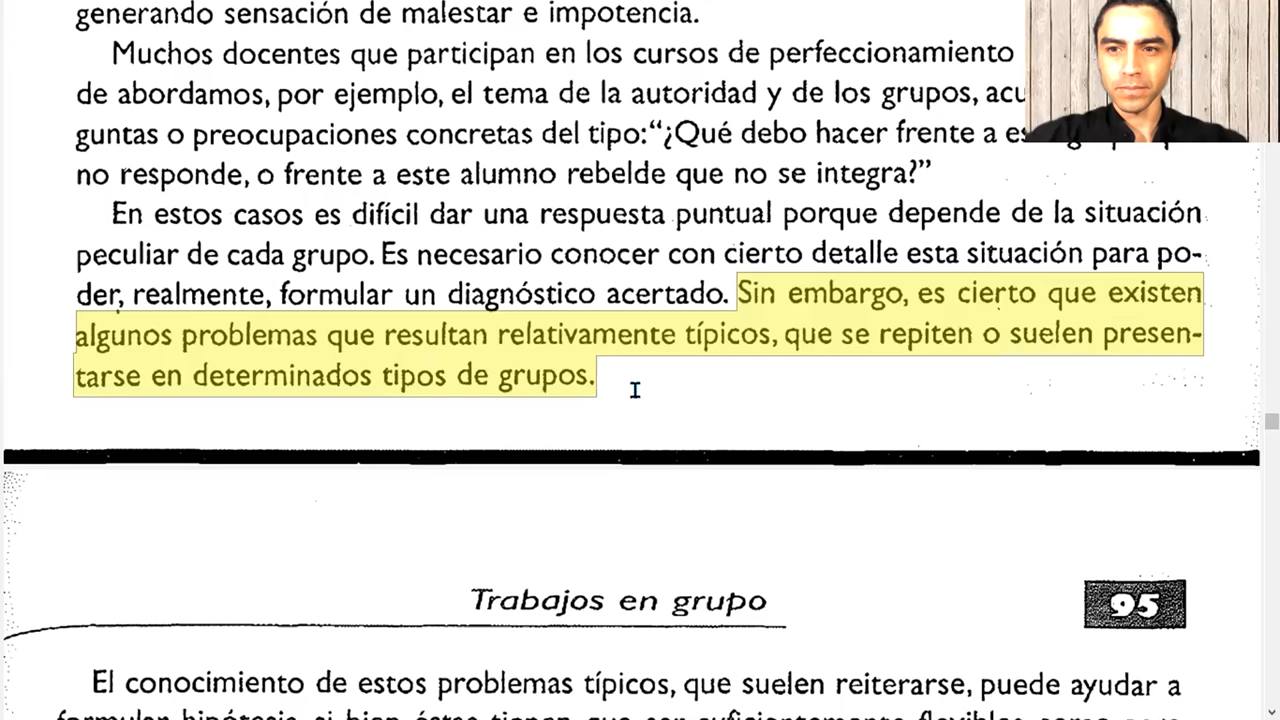 generando sensación de malestar e impotencia.
Muchos docentes que participan en los cursos de perfeccionamiento
de abordamos, por ejemplo, el tema de la autoridad y de los grupos,
guntas o preocupaciones concretas del tipo:“¿Qué debo hacer frente a
no responde, o frente a este alumno rebelde que no se integra?”
En estos casos es difícil dar una respuesta puntual porque depende de la situación
peculiar de cada grupo. Es necesario conocer con cierto detalle esta situación para po-
der, realmente, formular un diagnóstico acertado. Sin embargo, es cierto que existen
algunos problemas que resultan relativamente típicos, que se repiten o suelen presen-
tarse en determinados tipos de grupos.
Trabajos en grupo
95
El conocimiento de estos problemas típicos, que suelen reiterarse, puede ayudar a